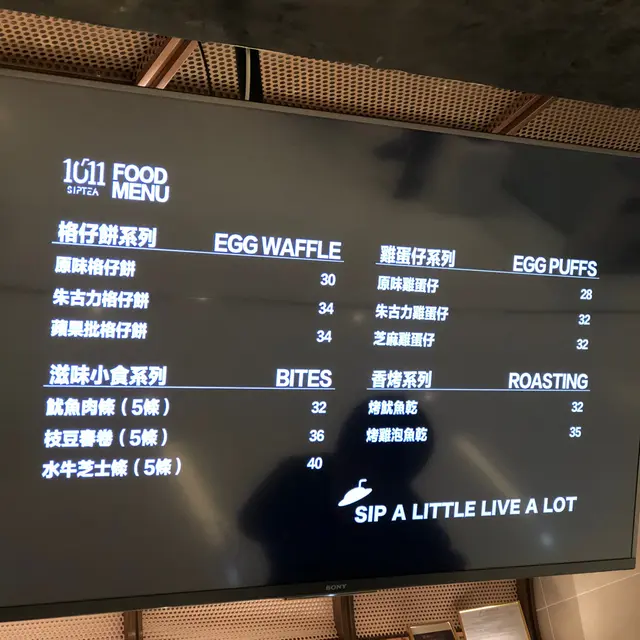 1011 FOOD
SIPTEA MENU
格仔餅系列 EGG WAFFLE
原味格仔餅 30
朱古力格仔餅 34
蘋果批格仔餅 34
雞蛋仔系列 EGG PUFFS
原味雞蛋仔 28
朱古力雞蛋仔 32
芝麻雞蛋仔 32
滋味小食系列 BITES
魷魚肉條（5條） 32
枝豆春卷（5條） 36
水牛芝士條（5條） 40
香烤系列 ROASTING
烤魷魚乾 32
烤雞泡魚乾 35
SIP A LITTLE LIVE A LOT
SONY